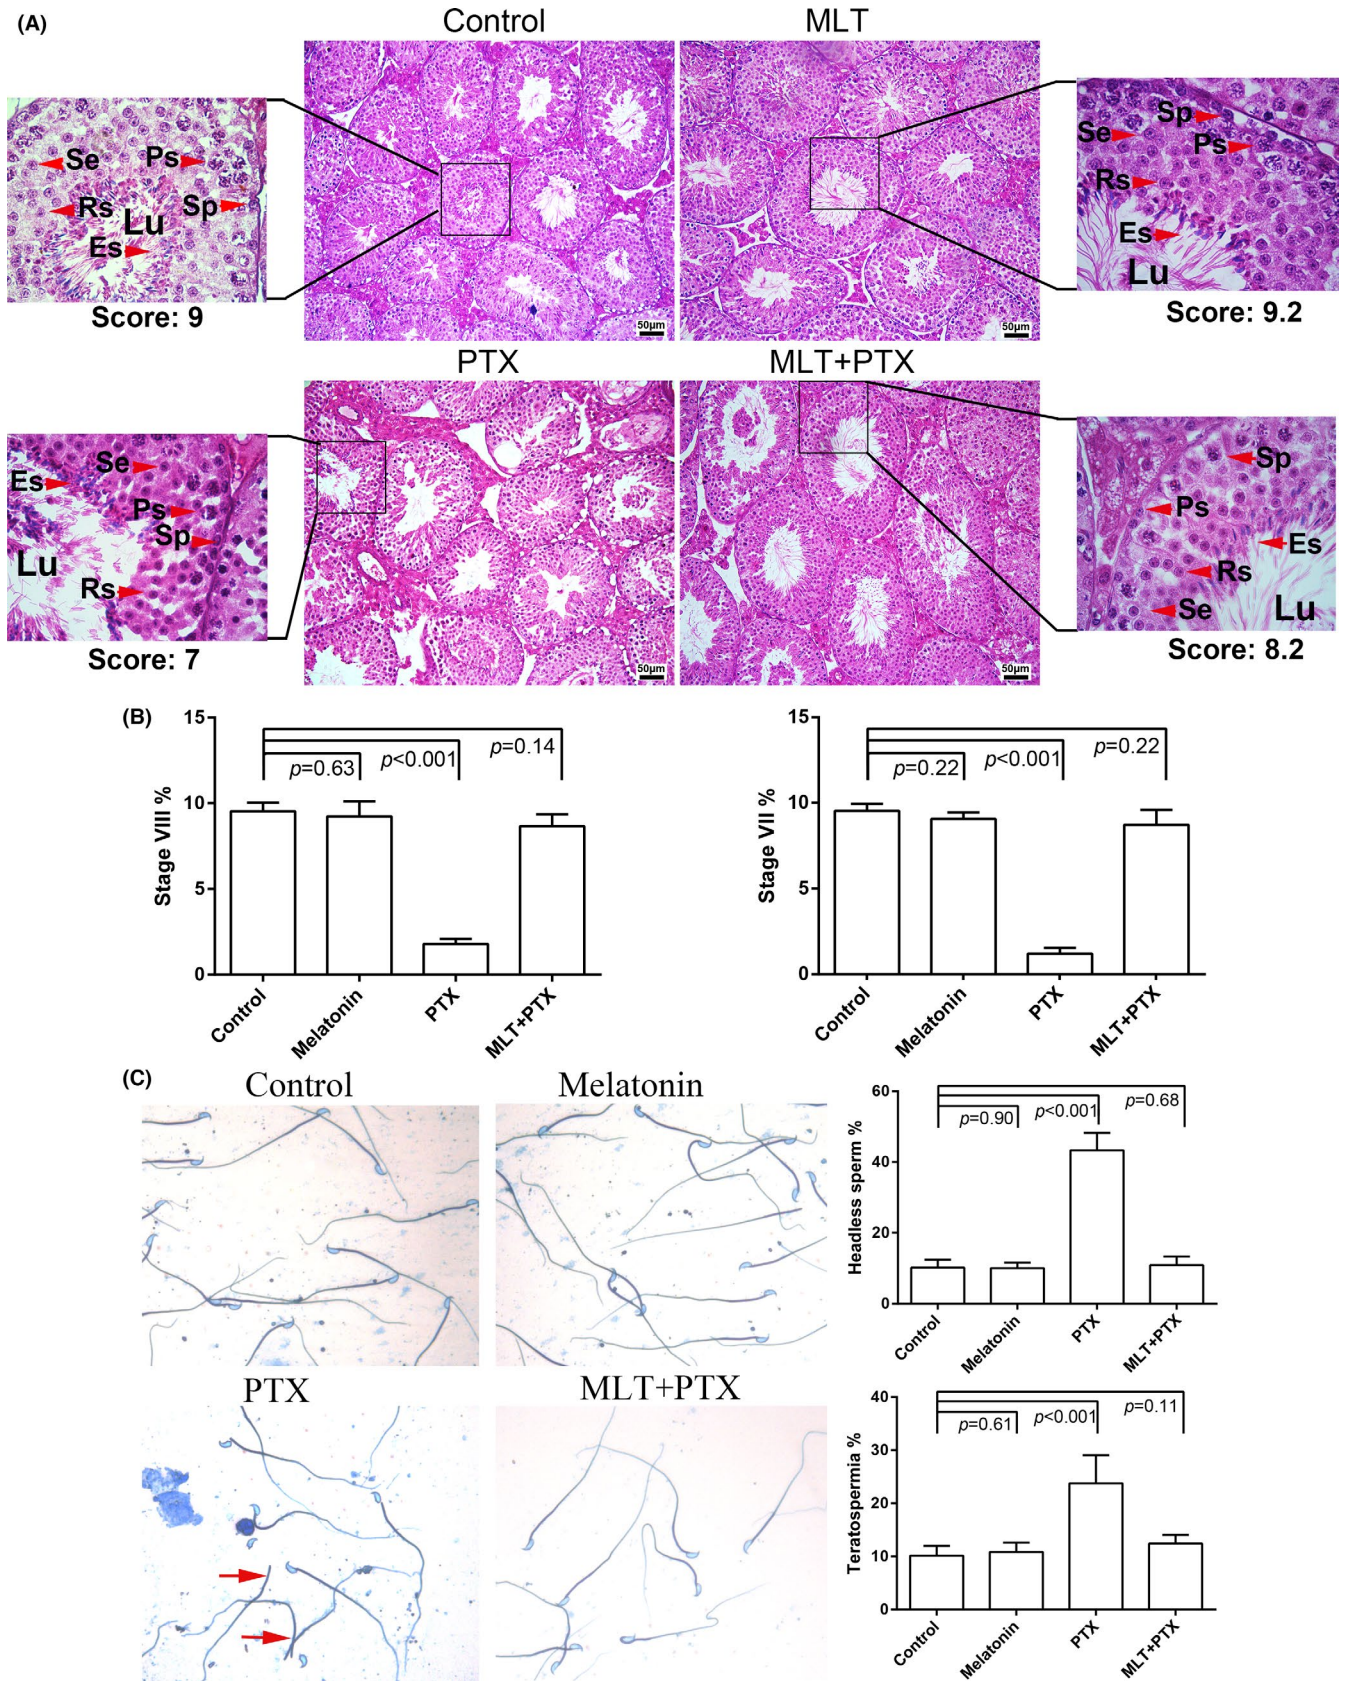 (A)
Control
MLT
Se
Ps
Rs
Lu
Sp
Es
Score: 9
50μm
50μm
Sp
Se
Ps
Rs
Es
Lu
Score: 9.2
PTX
MLT+PTX
Se
Es
Ps
Sp
Lu
Rs
Score: 7
50μm
50μm
Sp
Ps
Es
Rs
Se
Lu
Score: 8.2
(B)
Stage VIII %
15
10
5
0
p=0.63
p<0.001
p=0.14
Control
Melatonin
PTX
MLT+PTX
Stage VII %
15
10
5
0
p=0.22
p<0.001
p=0.22
Control
Melatonin
PTX
MLT+PTX
(C)
Control
Melatonin
PTX
MLT+PTX
Headless sperm %
60
40
20
0
p=0.90
p<0.001
p=0.68
Control
Melatonin
PTX
MLT+PTX
Teratospermia %
40
30
20
10
0
p=0.61
p<0.001
p=0.11
Control
Melatonin
PTX
MLT+PTX